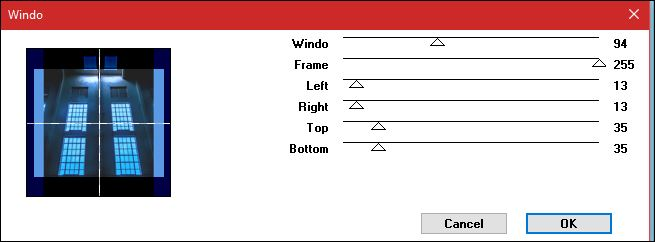 Windo
Windo 94
Frame 255
Left 13
Right 13
Top 35
Bottom 35
Cancel OK